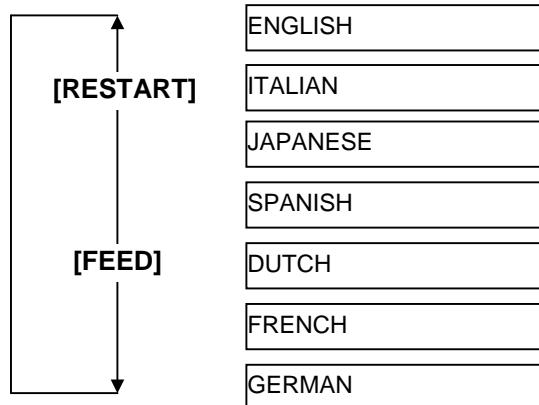 ENGLISH
[RESTART]
ITALIAN
JAPANESE
SPANISH
[FEED]
DUTCH
FRENCH
GERMAN